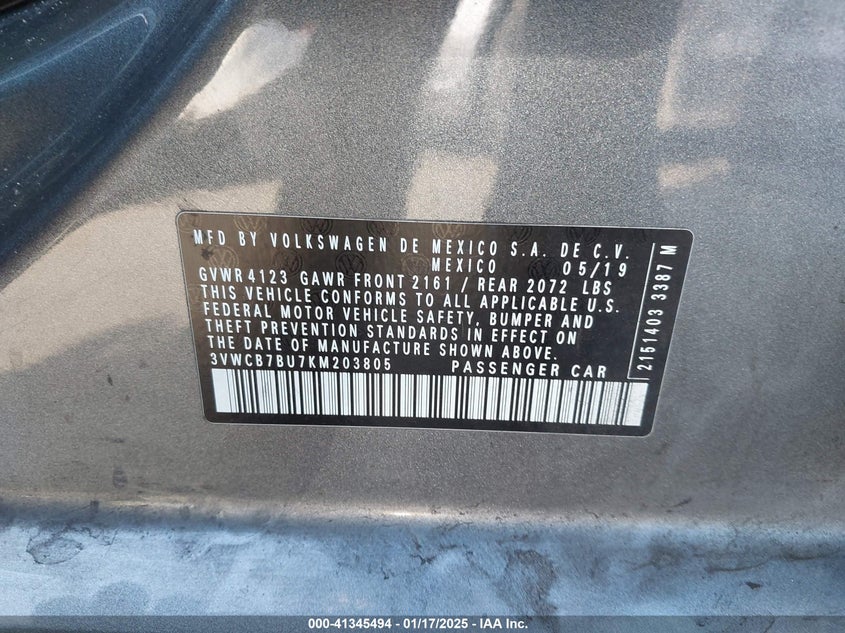 MFD BY VOLKSWAGEN DE MEXICO S.A. DE C.V.
MEXICO 05/19
GVWR 4123 GAWR FRONT 2161 / REAR 2072 LBS
THIS VEHICLE CONFORMS TO ALL APPLICABLE U.S.
FEDERAL MOTOR VEHICLE SAFETY, BUMPER AND
THEFT PREVENTION STANDARDS IN EFFECT ON
THE DATE OF MANUFACTURE SHOWN ABOVE.
3VWCB7BU7KM203805 PASSENGER CAR
2151403 3387 M
000-41345494 - 01/17/2025 - IAA Inc.